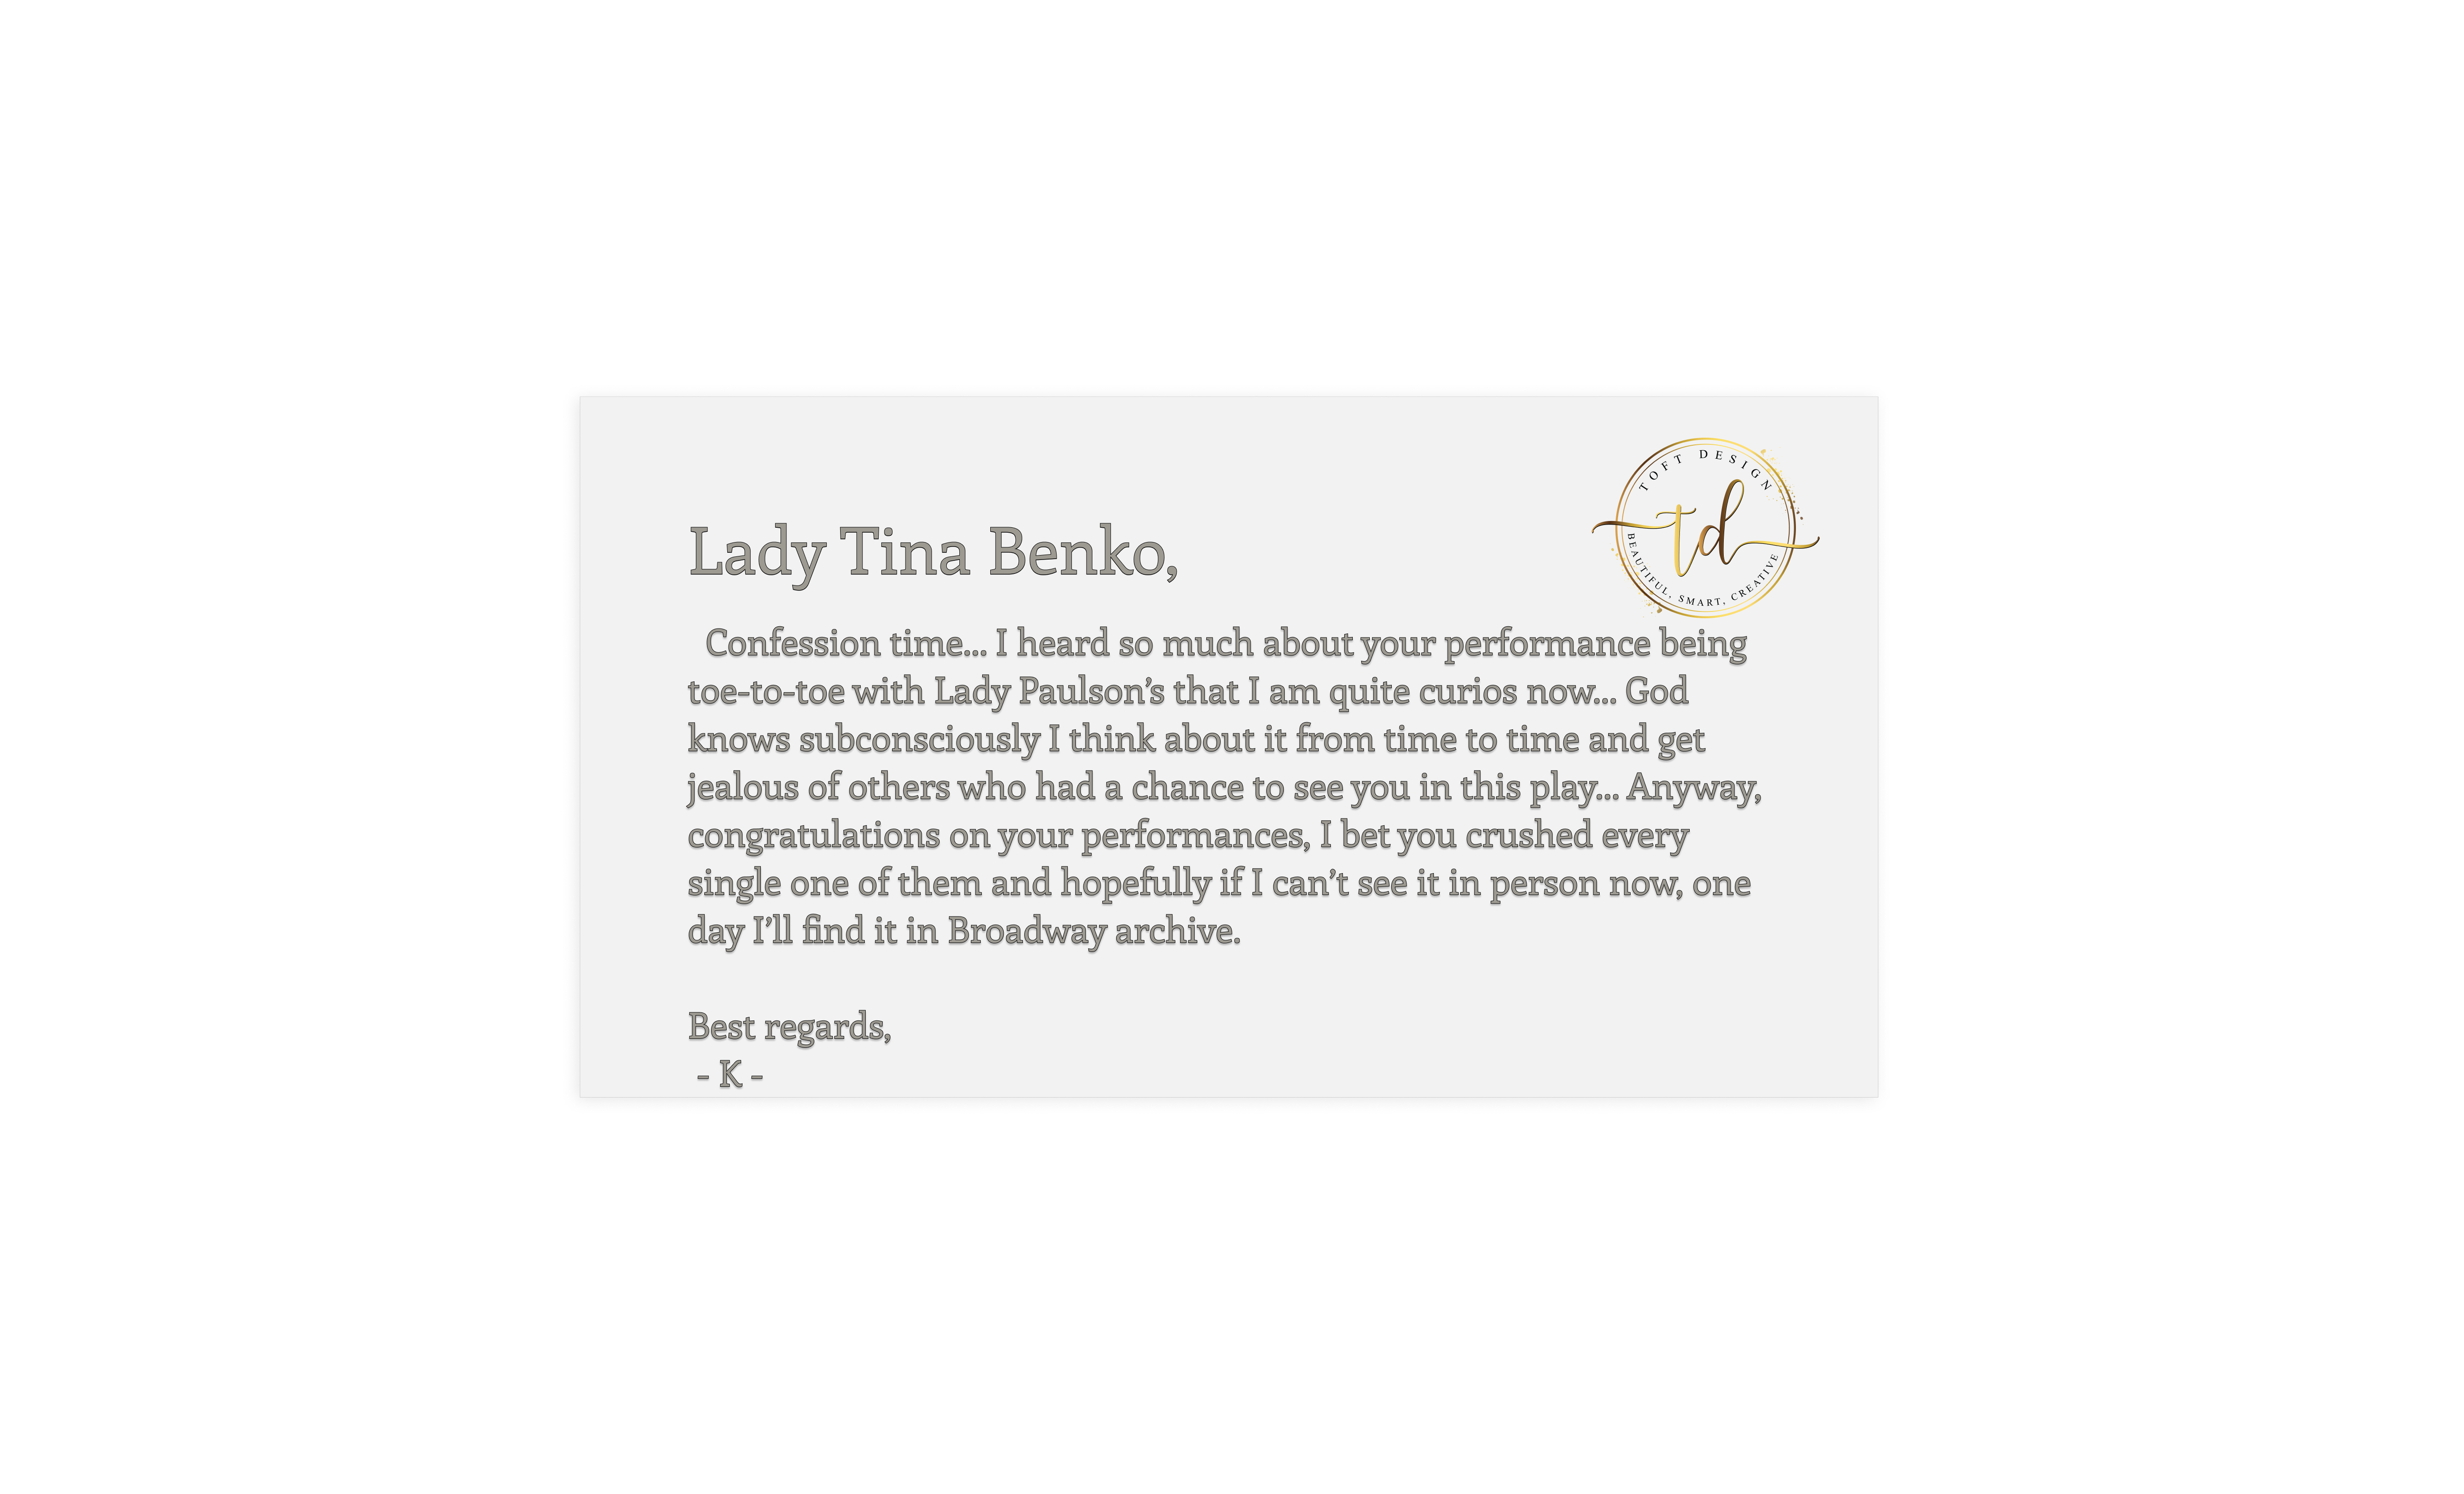 TOFT DESIGN
td
BEAUTIFUL, SMART, CREATIVE
Lady Tina Benko,
Confession time... I heard so much about your performance being
toe-to-toe with Lady Paulson’s that I am quite curios now... God
knows subconsciously I think about it from time to time and get
jealous of others who had a chance to see you in this play... Anyway,
congratulations on your performances, I bet you crushed every
single one of them and hopefully if I can’t see it in person now, one
day I’ll find it in Broadway archive.
Best regards,
- K -